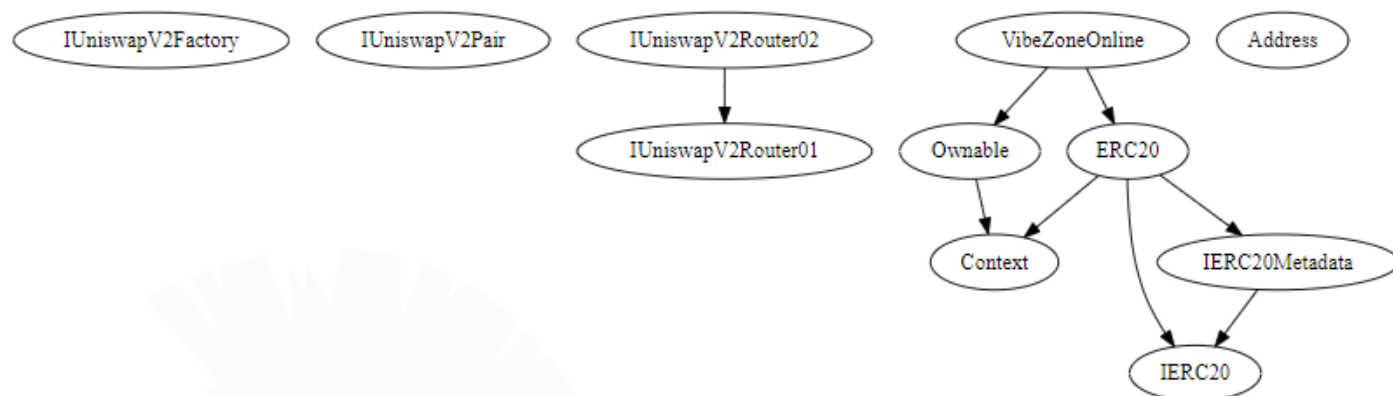 IUniswapV2Factory
IUniswapV2Pair
IUniswapV2Router02
VibeZoneOnline
Address
IUniswapV2Router01
Ownable
ERC20
Context
IERC20Metadata
IERC20